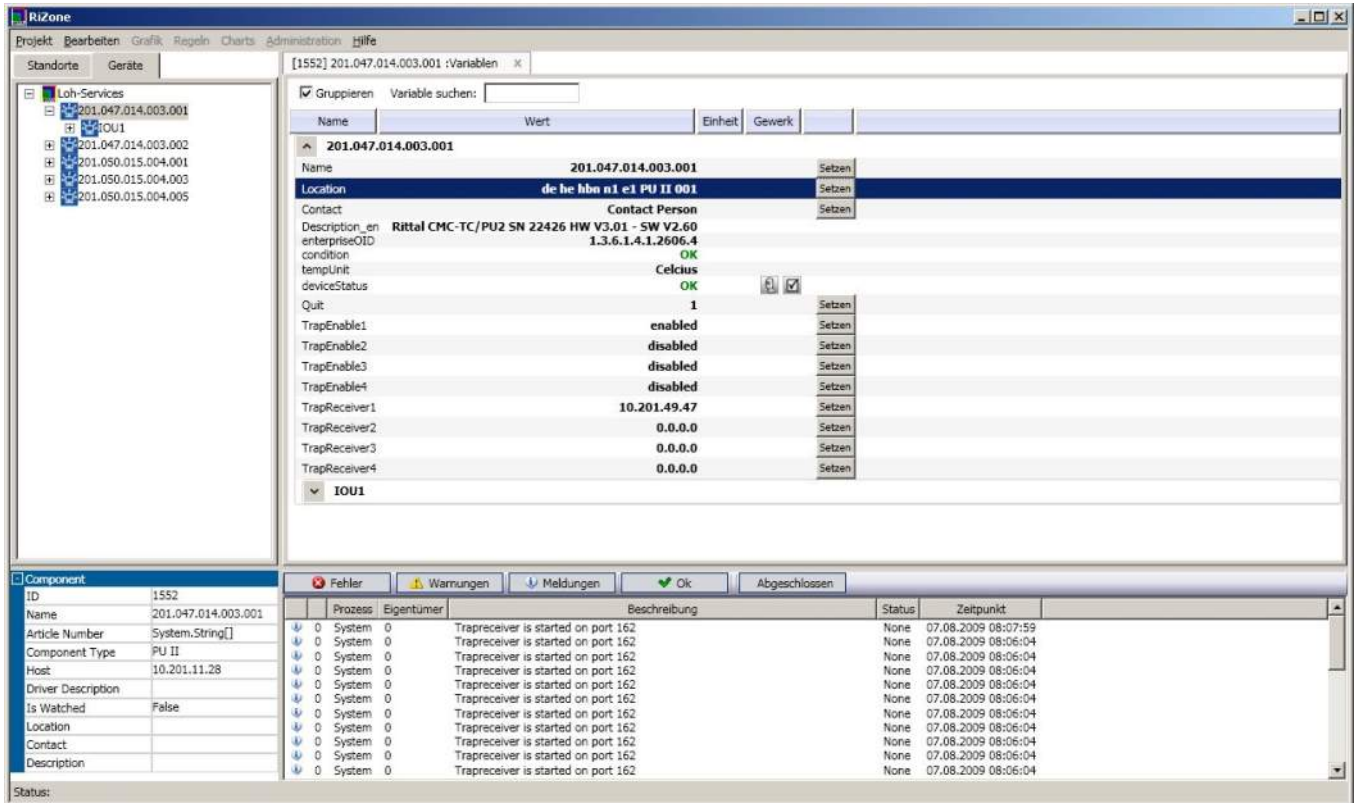 RiZone
Projekt Bearbeiten Grafik Regeln Charts Administration Hilfe
Standorte Geräte
[1552] 201.047.014.003.001 :Variablen
Loh-Services
201.047.014.003.001
IOU1
201.047.014.003.002
201.050.015.004.001
201.050.015.004.003
201.050.015.004.005
Gruppieren Variable suchen:
Name Wert Einheit Gewerk
201.047.014.003.001
Name 201.047.014.003.001 Setzen
Location de he hbn n1 e1 PU II 001 Setzen
Contact Contact Person Setzen
Description_en Rittal CMC-TC/PU2 SN 22426 HW V3.01 - SW V2.60
enterpriseOID 1.3.6.1.4.1.2606.4
condition OK
tempUnit Celcius
deviceStatus OK
Quit 1 Setzen
TrapEnable1 enabled Setzen
TrapEnable2 disabled Setzen
TrapEnable3 disabled Setzen
TrapEnable4 disabled Setzen
TrapReceiver1 10.201.49.47 Setzen
TrapReceiver2 0.0.0.0 Setzen
TrapReceiver3 0.0.0.0 Setzen
TrapReceiver4 0.0.0.0 Setzen
IOU1
Component
ID 1552
Name 201.047.014.003.001
Article Number System.String[]
Component Type PU II
Host 10.201.11.28
Driver Description
Is Watched False
Location
Contact
Description
Fehler Warnungen Meldungen Ok Abgeschlossen
Prozess Eigentümer Beschreibung Status Zeitpunkt
0 System 0 Trapreceiver is started on port 162 None 07.08.2009 08:07:59
0 System 0 Trapreceiver is started on port 162 None 07.08.2009 08:06:04
0 System 0 Trapreceiver is started on port 162 None 07.08.2009 08:06:04
0 System 0 Trapreceiver is started on port 162 None 07.08.2009 08:06:04
0 System 0 Trapreceiver is started on port 162 None 07.08.2009 08:06:04
0 System 0 Trapreceiver is started on port 162 None 07.08.2009 08:06:04
0 System 0 Trapreceiver is started on port 162 None 07.08.2009 08:06:04
0 System 0 Trapreceiver is started on port 162 None 07.08.2009 08:06:04
0 System 0 Trapreceiver is started on port 162 None 07.08.2009 08:06:04
0 System 0 Trapreceiver is started on port 162 None 07.08.2009 08:06:04
0 System 0 Trapreceiver is started on port 162 None 07.08.2009 08:06:04
Status: